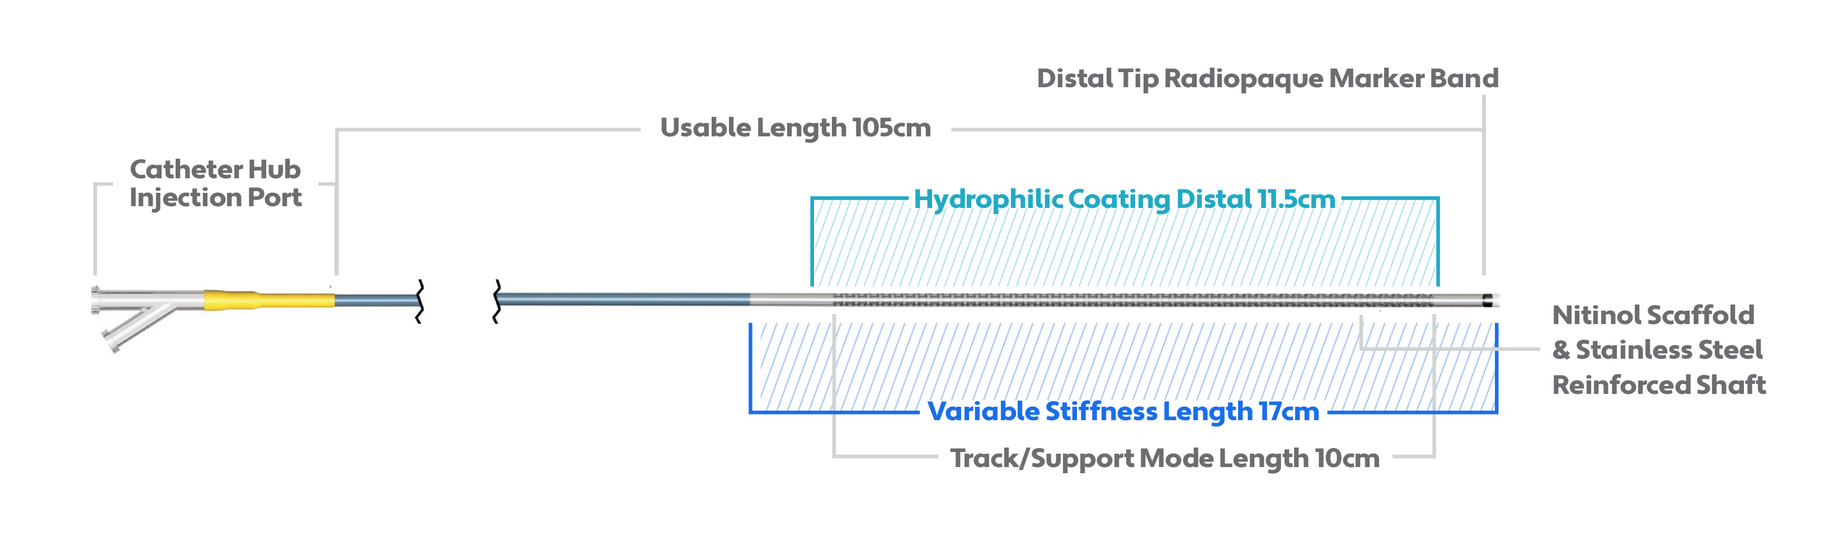 Distal Tip Radiopaque Marker Band
Usable Length 105cm
Catheter Hub
Injection Port
Hydrophilic Coating Distal 11.5cm
Nitinol Scaffold
& Stainless Steel
Reinforced Shaft
Variable Stiffness Length 17cm
Track/Support Mode Length 10cm